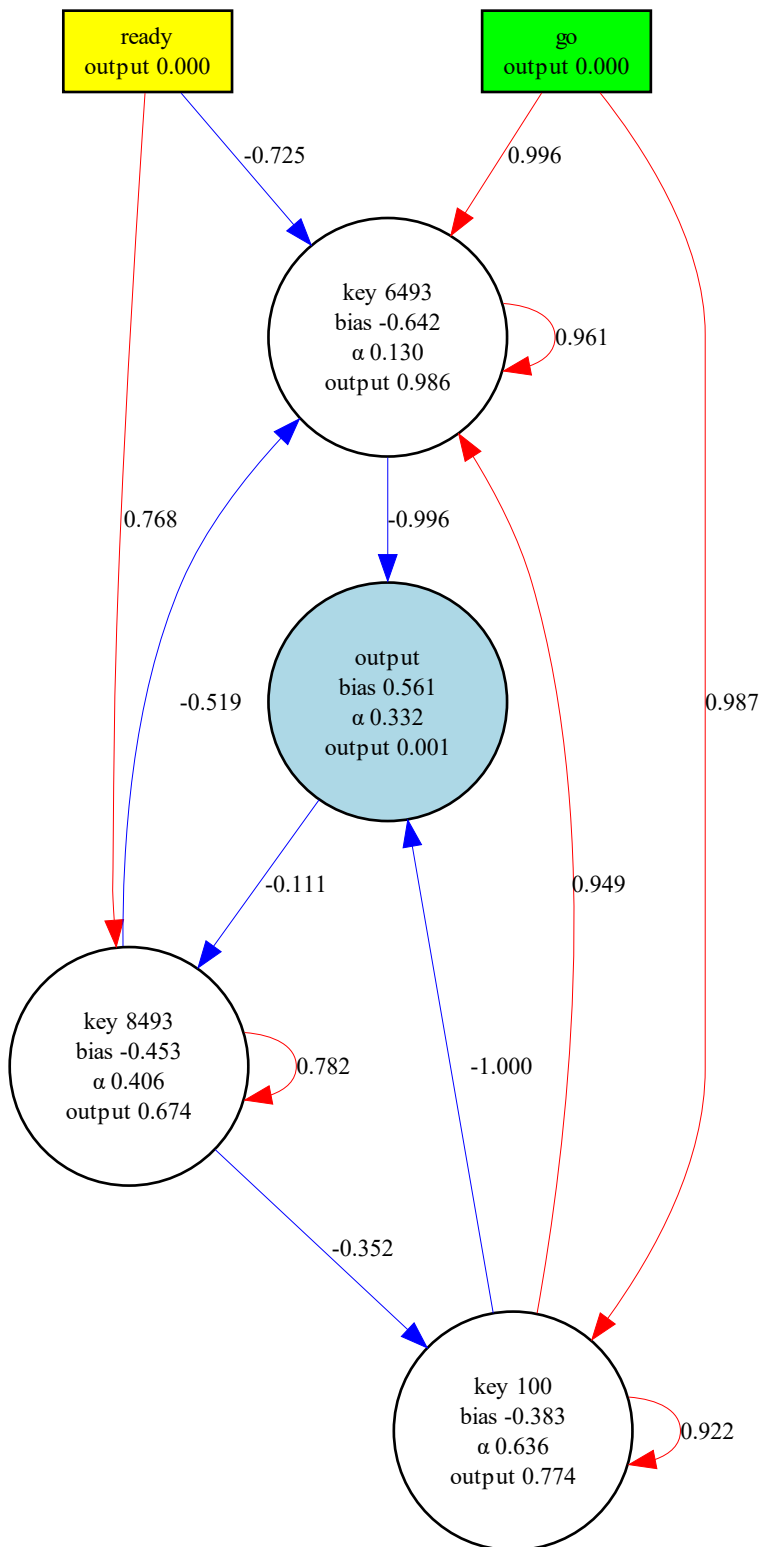 ready
output 0.000
go
output 0.000
-0.725
0.996
key 6493
bias -0.642
α 0.130
output 0.986
0.961
0.768
-0.996
-0.519
output
bias 0.561
α 0.332
output 0.001
0.987
-0.111
0.949
key 8493
bias -0.453
α 0.406
output 0.674
0.782
-1.000
-0.352
key 100
bias -0.383
α 0.636
output 0.774
0.922